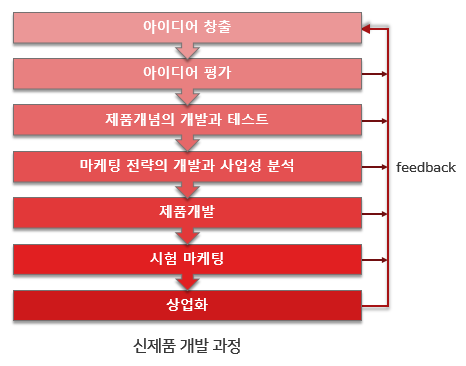 아이디어 창출
아이디어 평가
제품개념의 개발과 테스트
마케팅 전략의 개발과 사업성 분석
feedback
제품개발
시험 마케팅
상업화
신제품 개발 과정